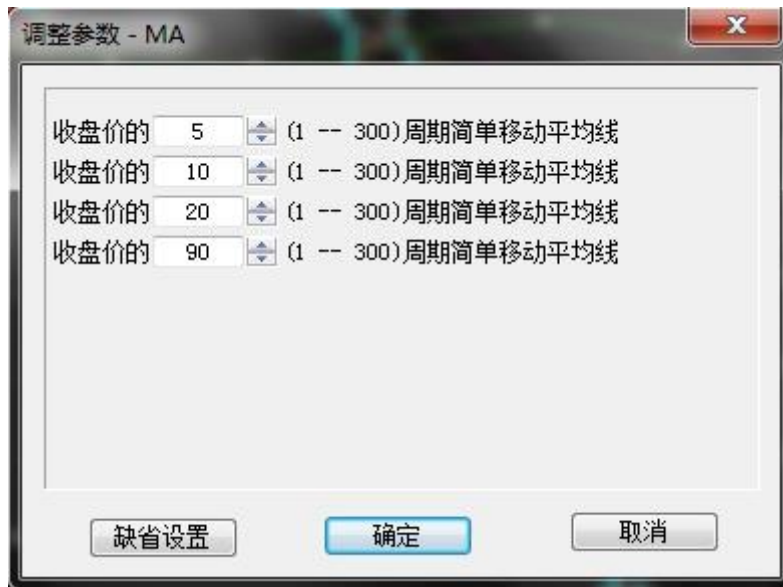 调整参数 - MA
收盘价的 5 (1 -- 300)周期简单移动平均线
收盘价的 10 (1 -- 300)周期简单移动平均线
收盘价的 20 (1 -- 300)周期简单移动平均线
收盘价的 90 (1 -- 300)周期简单移动平均线
缺省设置 确定 取消